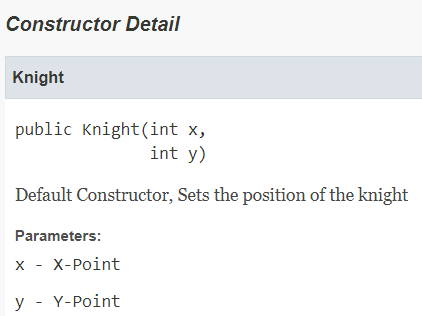 Constructor Detail
Knight
public Knight(int x,
int y)
Default Constructor, Sets the position of the knight
Parameters:
x - X-Point
y - Y-Point